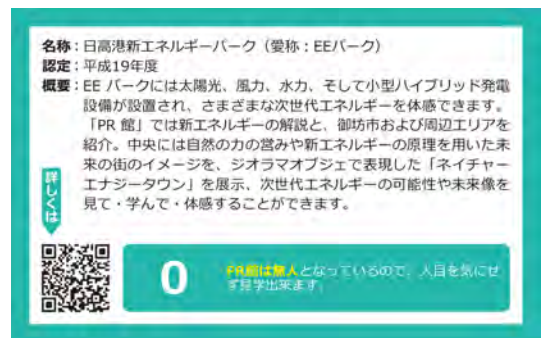 名称：日高港新エネルギーパーク（愛称：EEパーク）
認定：平成19年度
概要：EE パークには太陽光、風力、水力、そして小型ハイブリッド発電
設備が設置され、さまざまな次世代エネルギーを体感できます。
「PR 館」では新エネルギーの解説と、御坊市および周辺エリアを
紹介。中央には自然の力の営みや新エネルギーの原理を用いた未
来の街のイメージを、ジオラマオブジェで表現した「ネイチャー
エナジータウン」を展示、次世代エネルギーの可能性や未来像を
見て・学んで・体感することができます。
詳しくは
0
PR館は無人となっているので、人目を気にせ
ず見学出来ます。